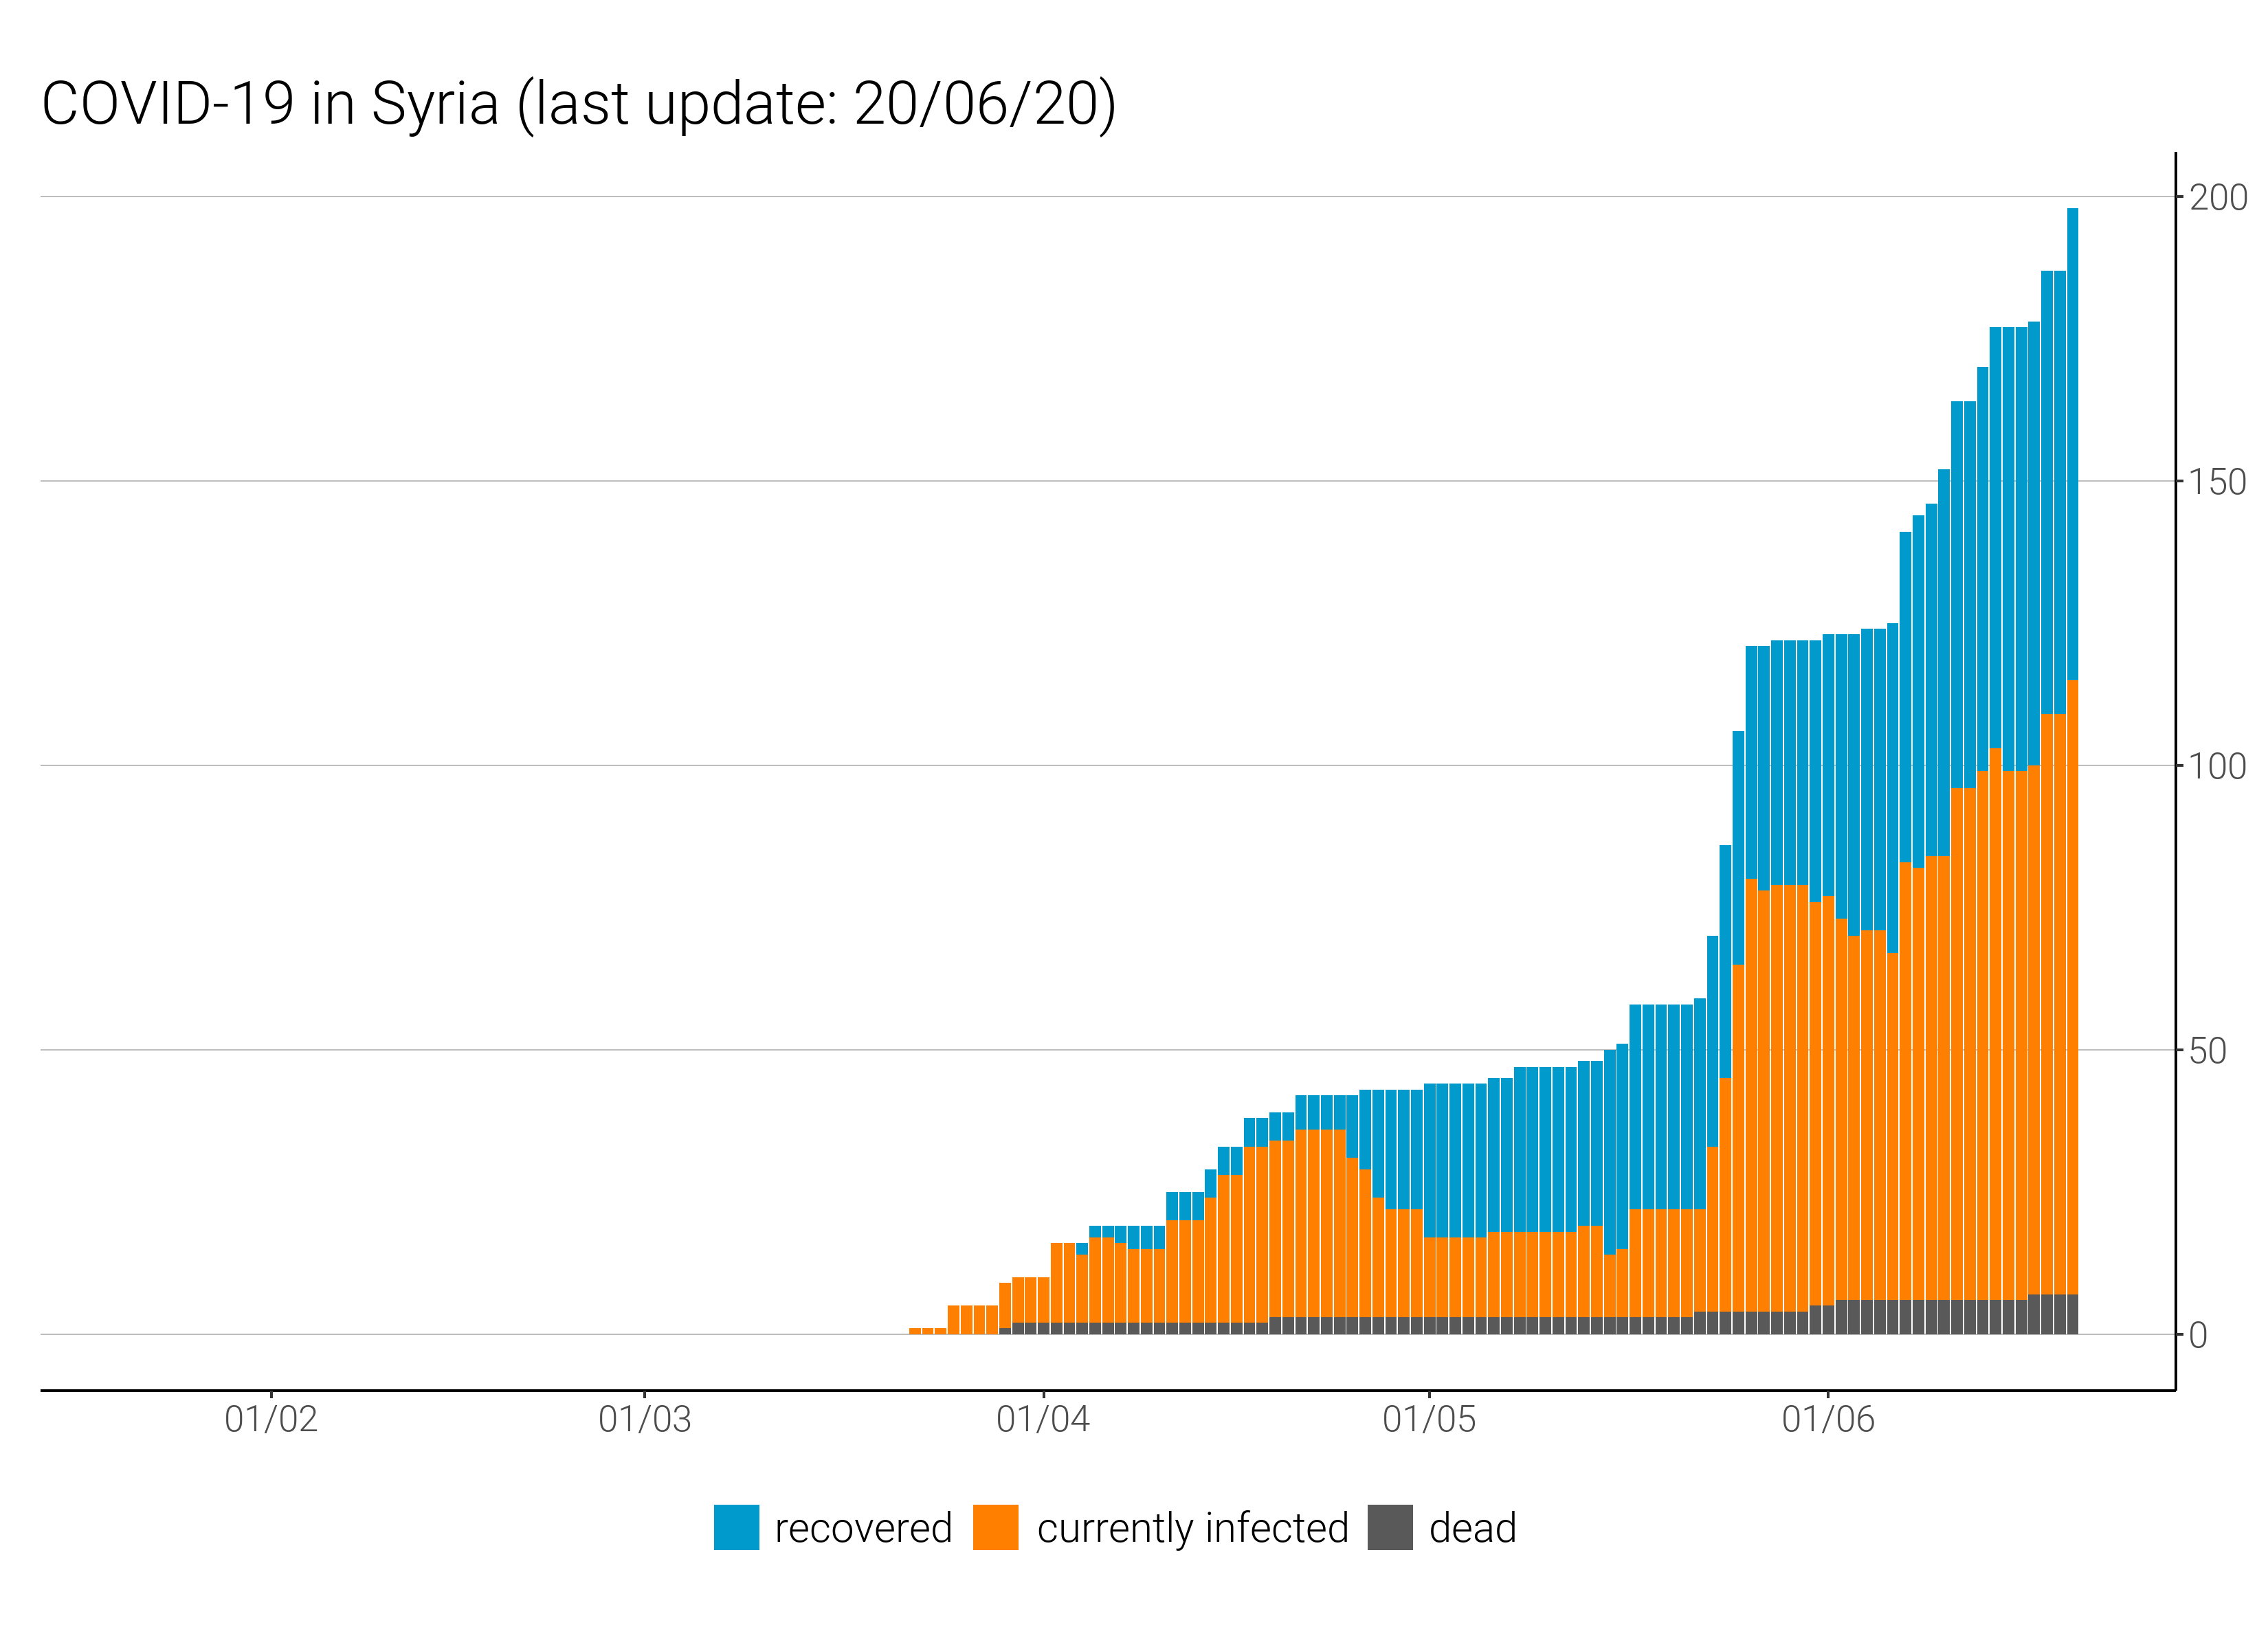 COVID-19 in Syria (last update: 20/06/20)
200
150
100
50
0
01/02 01/03 01/04 01/05 01/06
recovered currently infected dead